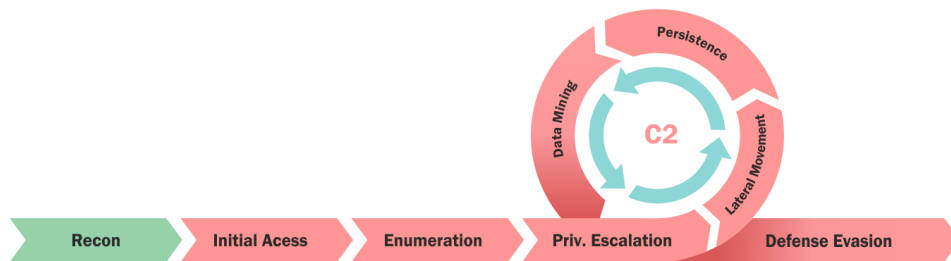 Persistence
Data Mining
C2
Lateral Movement
Recon
Initial Acess
Enumeration
Priv. Escalation
Defense Evasion